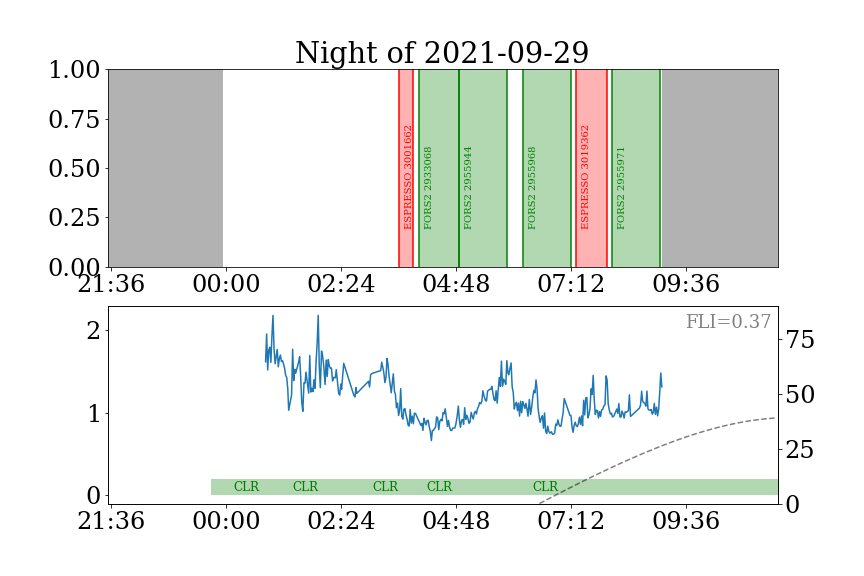 Night of 2021-09-29
1.00
0.75
0.50
0.25
0.00
ESPRESSO 3001662
FORS2 2933068
FORS2 2955944
FORS2 2955968
ESPRESSO 3019362
FORS2 2955971
21:36 00:00 02:24 04:48 07:12 09:36
FLI=0.37
2
1
0
75
50
25
0
CLR CLR CLR CLR CLR
21:36 00:00 02:24 04:48 07:12 09:36